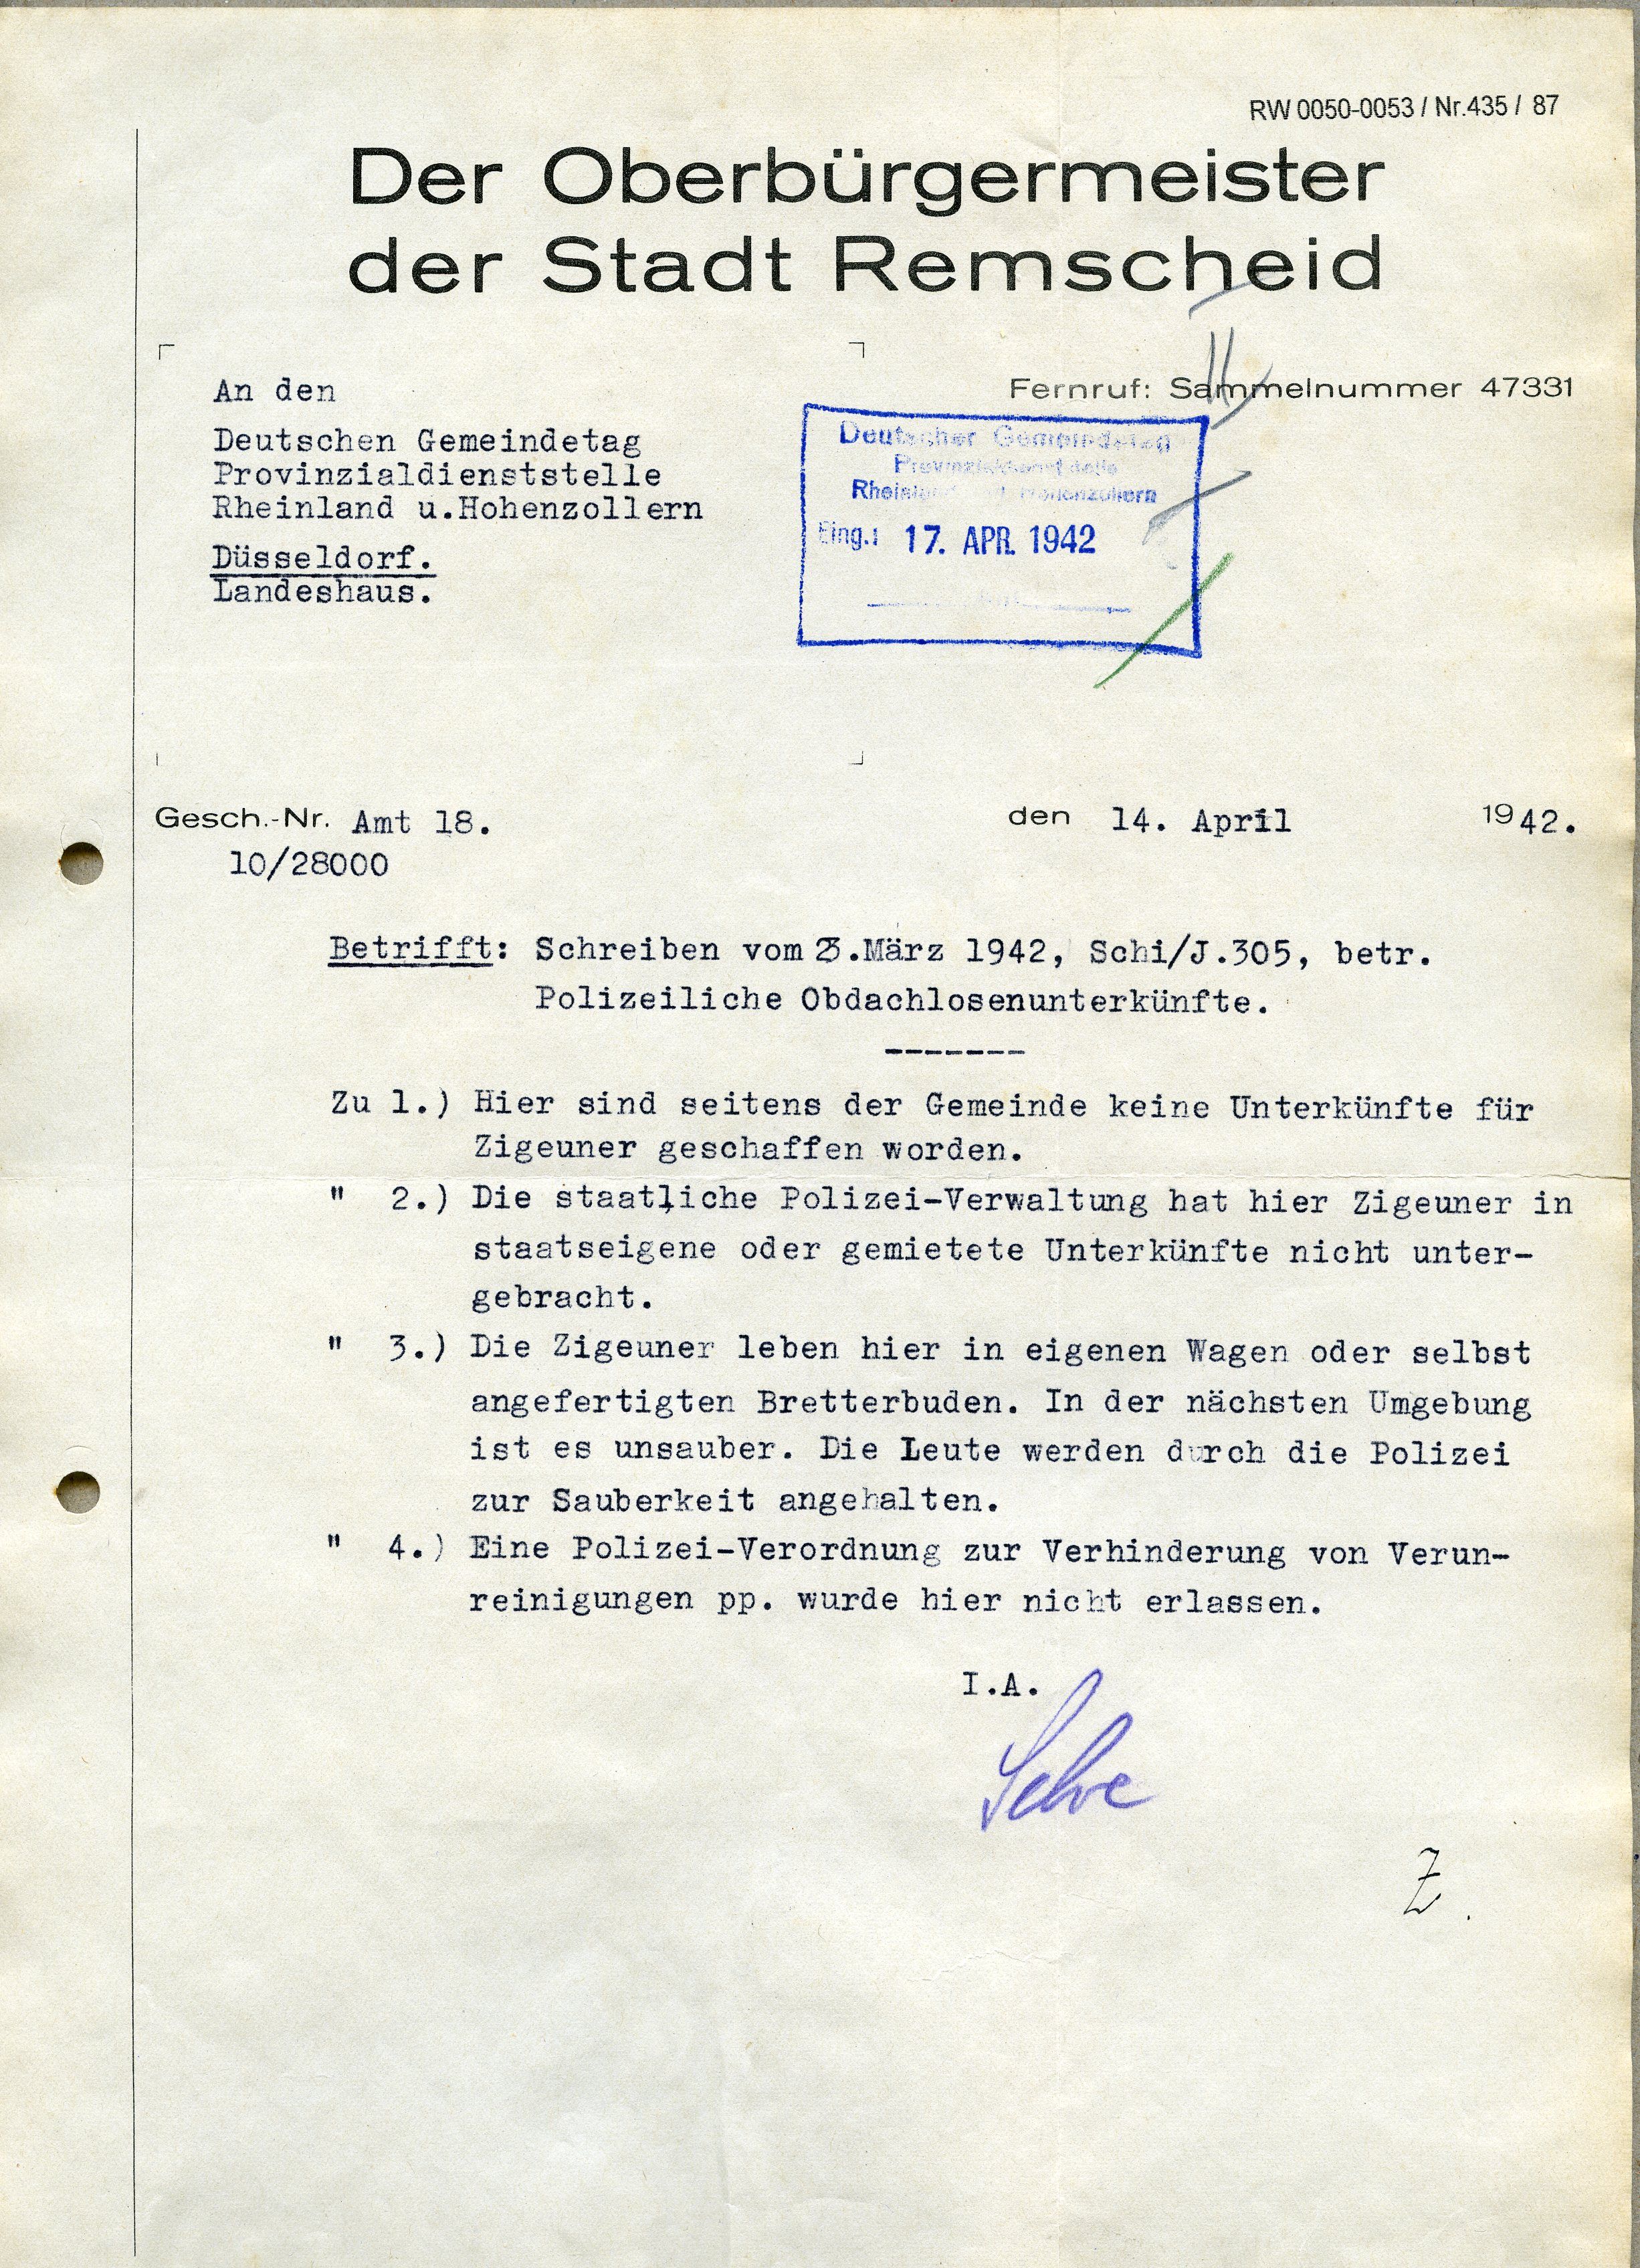 RW 0050-0053 / Nr.435 / 87
Der Oberbürgermeister
der Stadt Remscheid
An den
Deutschen Gemeindetag
Provinzialdienststelle
Rheinland u.Hohenzollern
Düsseldorf.
Landeshaus.
Fernruf: Sammelnummer 47331
Deutscher Gemeindetag
Provinzialdienststelle
Rheinland Hohenzollern
Eing.: 17. APR. 1942
Gesch.-Nr. Amt 18.
10/28000
den 14. April 1942.
Betrifft: Schreiben vom 3.März 1942, Schi/J.305, betr.
Polizeiliche Obdachlosenunterkünfte.
-------
Zu 1.) Hier sind seitens der Gemeinde keine Unterkünfte für
Zigeuner geschaffen worden.
" 2.) Die staatliche Polizei-Verwaltung hat hier Zigeuner in
staatseigene oder gemietete Unterkünfte nicht unter-
gebracht.
" 3.) Die Zigeuner leben hier in eigenen Wagen oder selbst
angefertigten Bretterbuden. In der nächsten Umgebung
ist es unsauber. Die Leute werden durch die Polizei
zur Sauberkeit angehalten.
" 4.) Eine Polizei-Verordnung zur Verhinderung von Verun-
reinigungen pp. wurde hier nicht erlassen.
I.A.
Z.